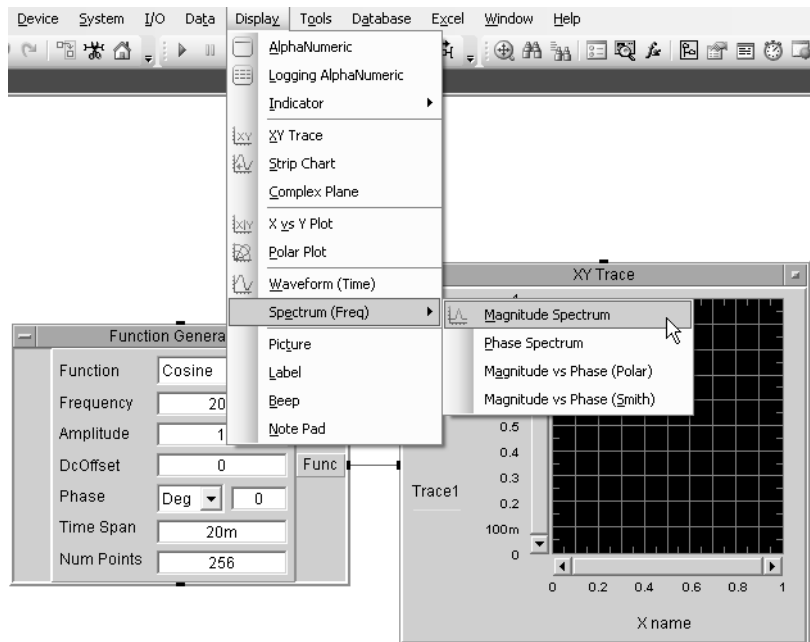 Device System I/O Data Display Tools Database Excel Window Help
AlphaNumeric
Logging AlphaNumeric
Indicator
XY Trace
Strip Chart
Complex Plane
X vs Y Plot
Polar Plot
Waveform (Time)
Spectrum (Freq)
Picture
Label
Beep
Note Pad
Magnitude Spectrum
Phase Spectrum
Magnitude vs Phase (Polar)
Magnitude vs Phase (Smith)
Function Genera
Function Cosine
Frequency 20
Amplitude 1
DcOffset 0
Phase Deg 0
Time Span 20m
Num Points 256
Func
XY Trace
0.5
0.4
0.3
Trace1
0.2
100m
0
0 0.2 0.4 0.6 0.8 1
X name